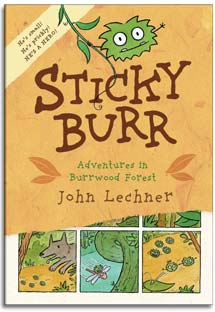 He's small!
He's prickly!
HE'S A HERO!
STICKY
BURR
Adventures in
Burrwood Forest
John Lechner